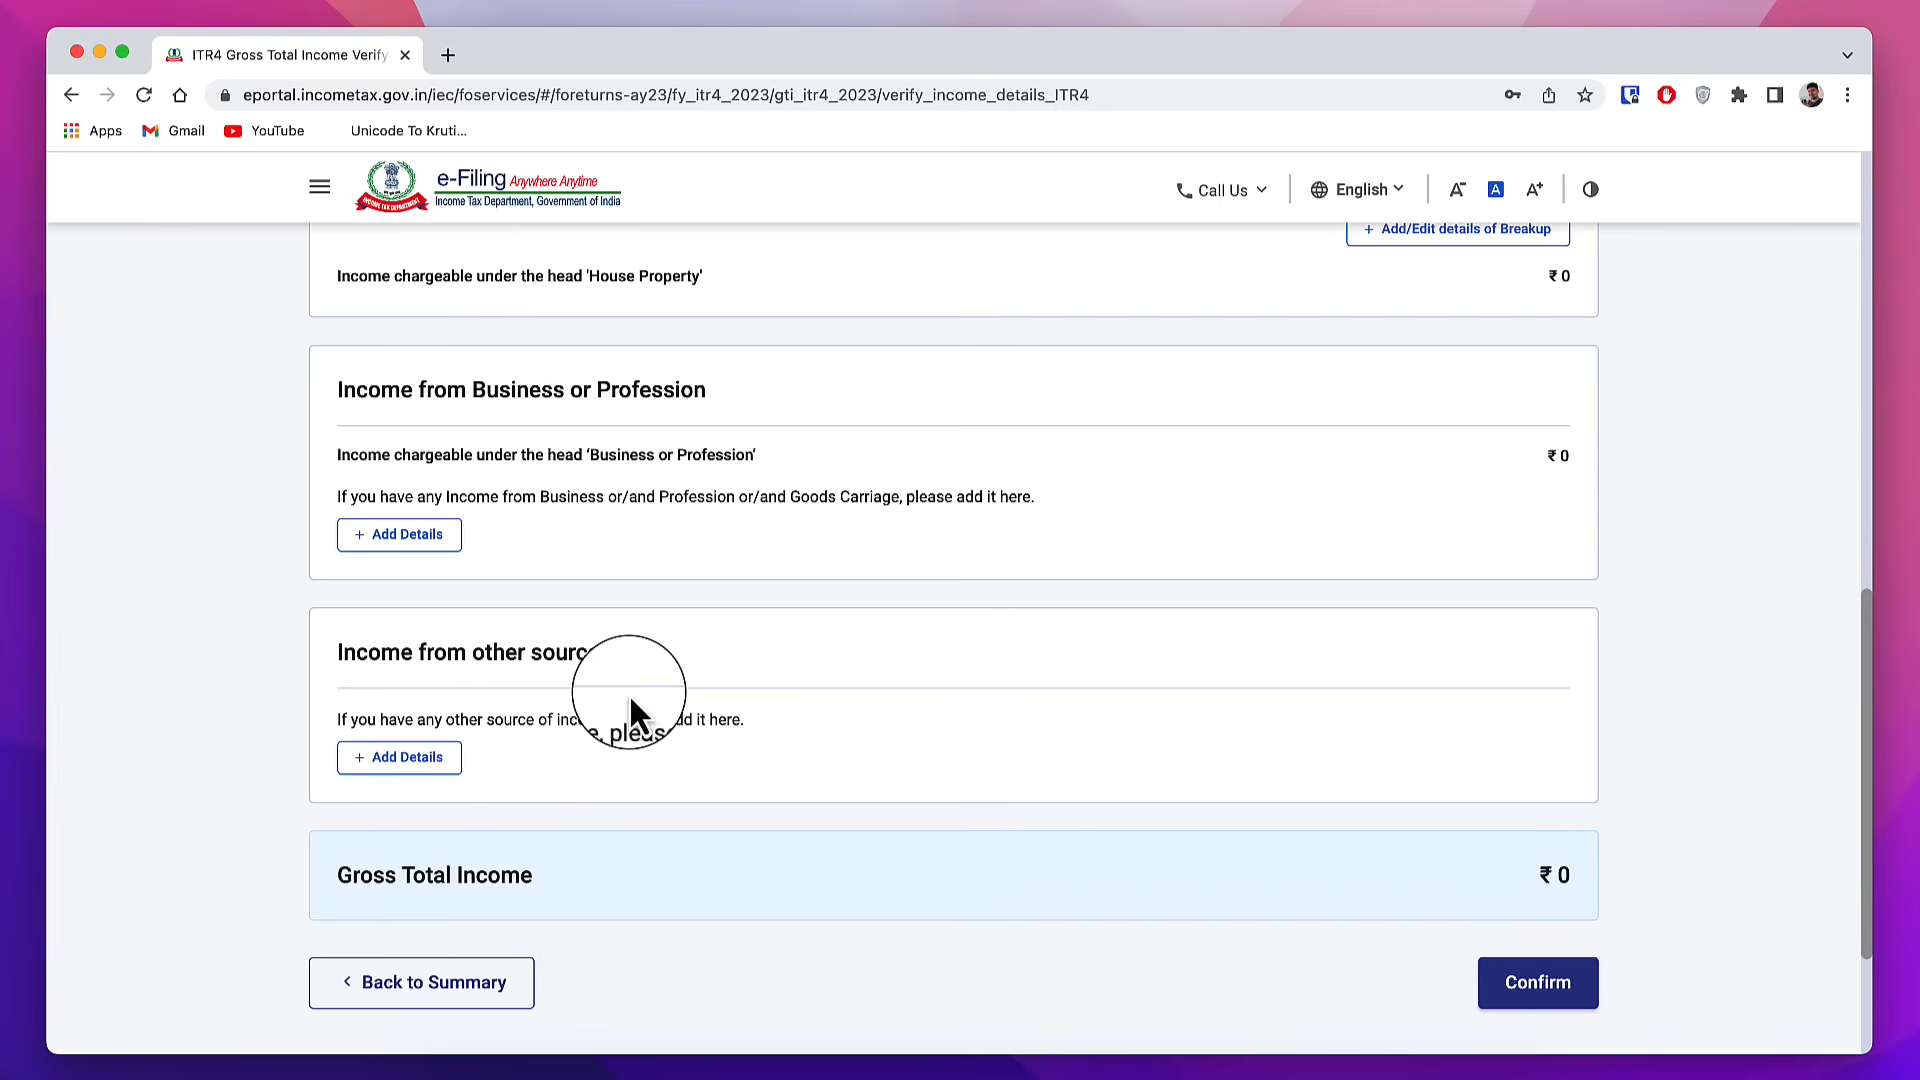 ITR4 Gross Total Income Verify
eportal.incometax.gov.in/iec/foservices/#/foreturns-ay23/fy_itr4_2023/gti_itr4_2023/verify_income_details_ITR4
Apps Gmail YouTube Unicode To Kruti...
e-Filing Anywhere Anytime
Income Tax Department, Government of India
INCOME TAX DEPARTMENT
Call Us English A- A A+
+ Add/Edit details of Breakup
Income chargeable under the head 'House Property' ₹ 0
Income from Business or Profession
Income chargeable under the head ‘Business or Profession’ ₹ 0
If you have any Income from Business or/and Profession or/and Goods Carriage, please add it here.
+ Add Details
Income from other sourc
If you have any other source of inc e, pleas dd it here.
+ Add Details
Gross Total Income ₹ 0
Back to Summary Confirm